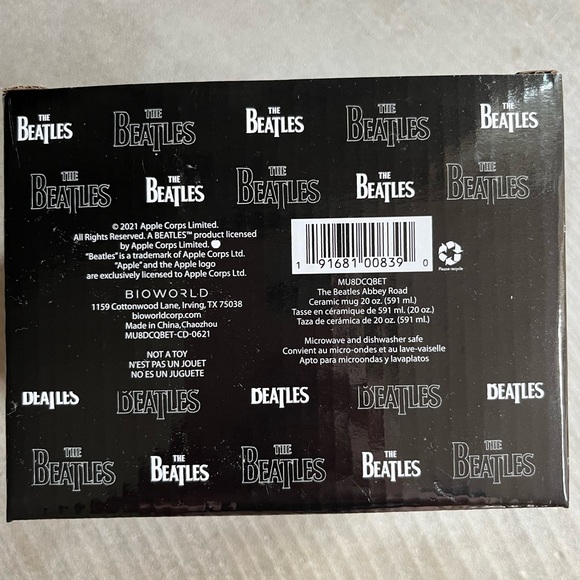 THE BEATLES THE BEATLES THE BEATLES THE BEATLES THE BEATLES
THE BEATLES THE BEATLES THE BEATLES THE BEATLES THE BEATLES
© 2021 Apple Corps Limited.
All Rights Reserved. A BEATLES™ product licensed
by Apple Corps Limited.
"Beatles" is a trademark of Apple Corps Ltd.
"Apple" and the Apple logo
are exclusively licensed to Apple Corps Ltd.
BIOWORLD
1159 Cottonwood Lane, Irving, TX 75038
bioworldcorp.com
Made in China,Chaozhou
MU8DCQBET-CD-0621
NOT A TOY
N'EST PAS UN JOUET
NO ES UN JUGUETE
1 91681 00839 0
Please recycle
MU8DCQBET
The Beatles Abbey Road
Ceramic mug 20 oz. (591 ml.)
Tasse en céramique de 591 ml. (20 oz.)
Taza de cerámica de 20 oz. (591 ml.)
Microwave and dishwasher safe
Convient au micro-ondes et au lave-vaisselle
Apto para microondas y lavaplatos
BEATLES BEATLES BEATLES BEATLES BEATLES
THE BEATLES THE BEATLES THE BEATLES THE BEATLES THE BEATLES